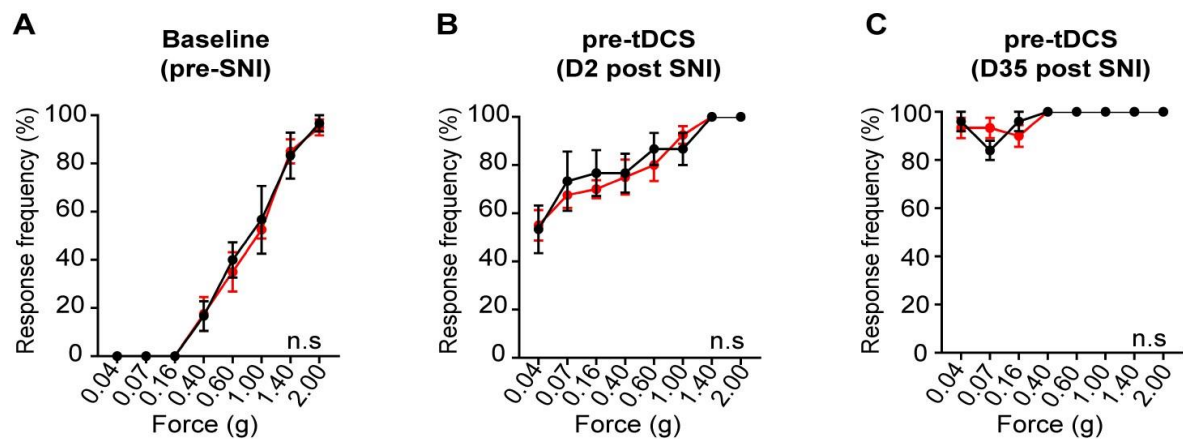 A
Baseline
(pre-SNI)
Response frequency (%)
100
80
60
40
20
0
n.s
0.04
0.07
0.16
0.40
0.60
1.00
1.40
2.00
Force (g)
B
pre-tDCS
(D2 post SNI)
Response frequency (%)
100
80
60
40
20
0
n.s
0.04
0.07
0.16
0.40
0.60
1.00
1.40
2.00
Force (g)
C
pre-tDCS
(D35 post SNI)
Response frequency (%)
100
80
60
40
20
0
n.s
0.04
0.07
0.16
0.40
0.60
1.00
1.40
2.00
Force (g)